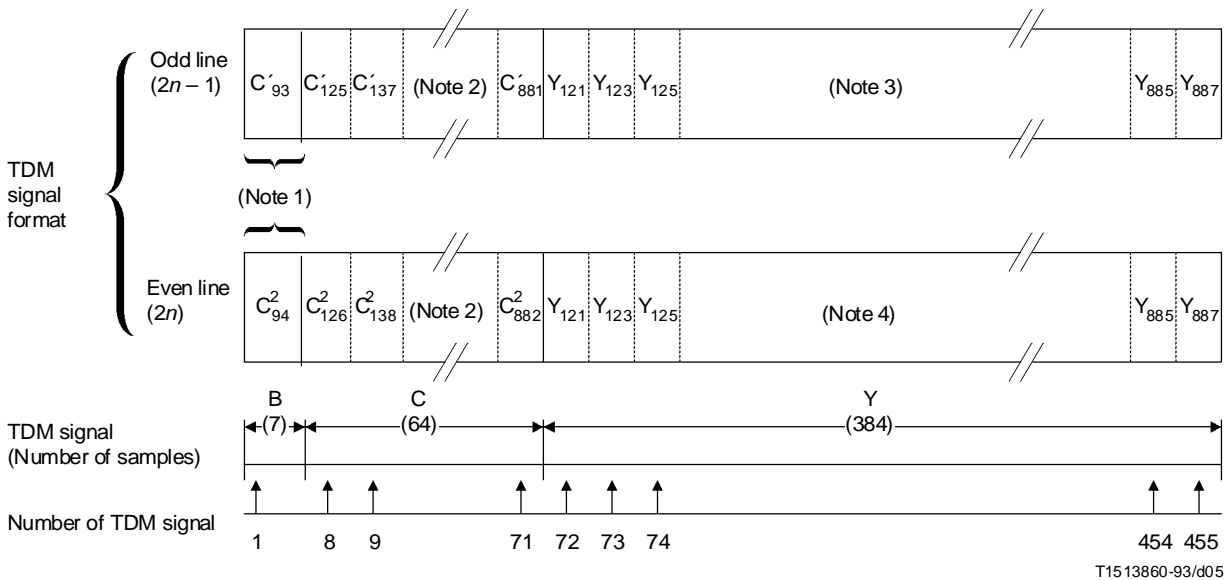 TDM
signal
format
Odd line
(2n – 1)
C´93 C´125 C´137 (Note 2) C´881 Y121 Y123 Y125 (Note 3) Y885 Y887
(Note 1)
Even line
(2n)
C²94 C²126 C²138 (Note 2) C²882 Y121 Y123 Y125 (Note 4) Y885 Y887
B C Y
(7) (64) (384)
TDM signal
(Number of samples)
Number of TDM signal
1 8 9 71 72 73 74 454 455
T1513860-93/d05